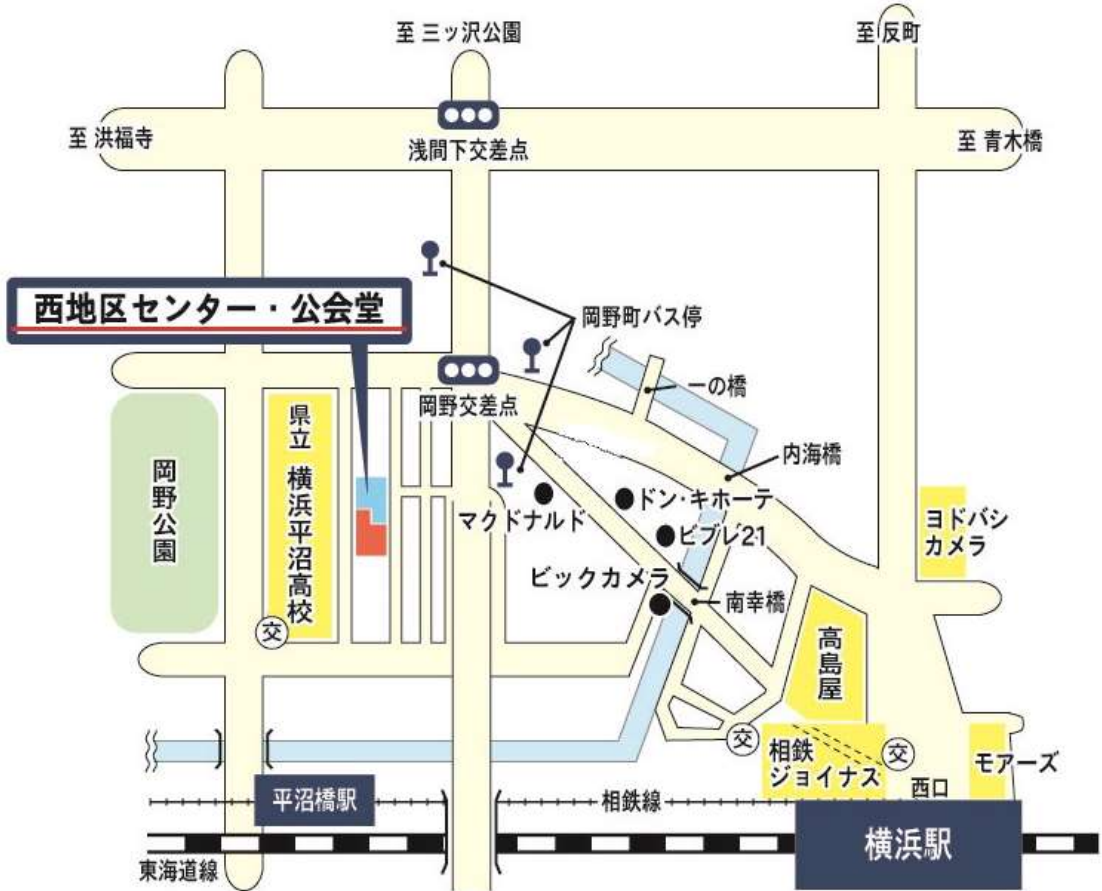 至 三ッ沢公園
至 反町
至 洪福寺
浅間下交差点
至 青木橋
西地区センター・公会堂
岡野町バス停
一の橋
岡野交差点
内海橋
岡野公園
県立 横浜平沼高校
マクドナルド
ドン・キホーテ
ビブレ21
ヨドバシ
カメラ
ビックカメラ
南幸橋
交
高島屋
交
相鉄
ジョイナス
交
西口
モアーズ
平沼橋駅
相鉄線
横浜駅
東海道線